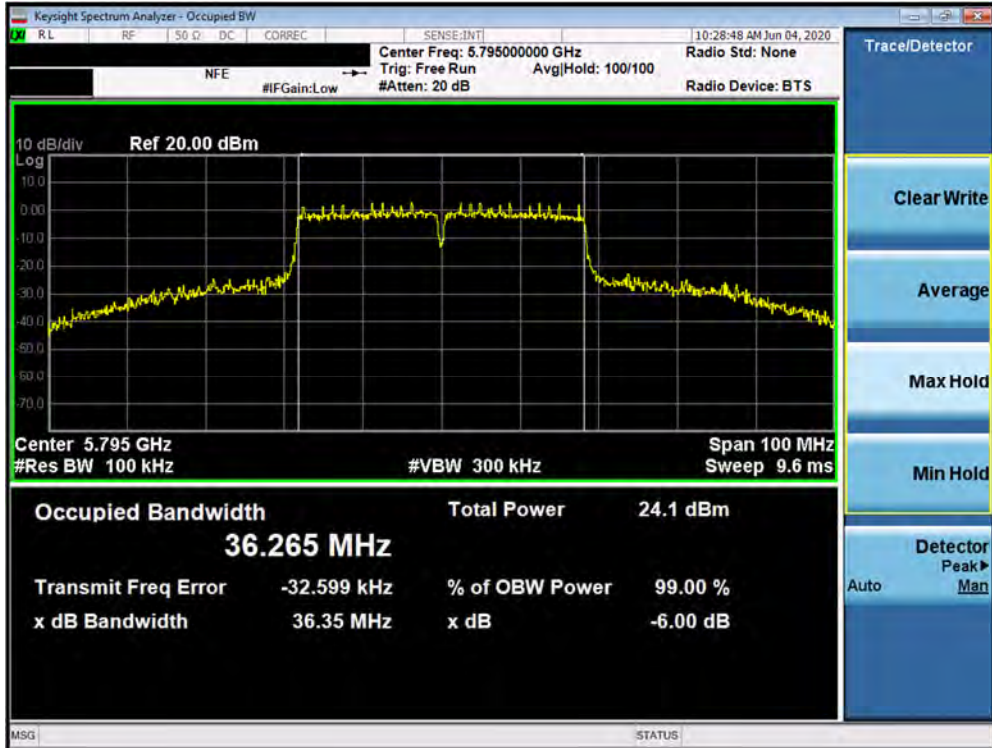 Keysight Spectrum Analyzer - Occupied BW
LXI RL RF 50 Ω DC CORREC SENSE:INT 10:28:48 AM Jun 04, 2020
Center Freq: 5.795000000 GHz Radio Std: None
NFE Trig: Free Run Avg|Hold: 100/100
#IFGain:Low #Atten: 20 dB Radio Device: BTS
10 dB/div Ref 20.00 dBm
Log
10.0
0.00
-10.0
-20.0
-30.0
-40.0
-50.0
-60.0
-70.0
Center 5.795 GHz Span 100 MHz
#Res BW 100 kHz #VBW 300 kHz Sweep 9.6 ms
Occupied Bandwidth Total Power 24.1 dBm
36.265 MHz
Transmit Freq Error -32.599 kHz % of OBW Power 99.00 %
x dB Bandwidth 36.35 MHz x dB -6.00 dB
Trace/Detector
Clear Write
Average
Max Hold
Min Hold
Detector
Peak▶
Auto Man
MSG STATUS